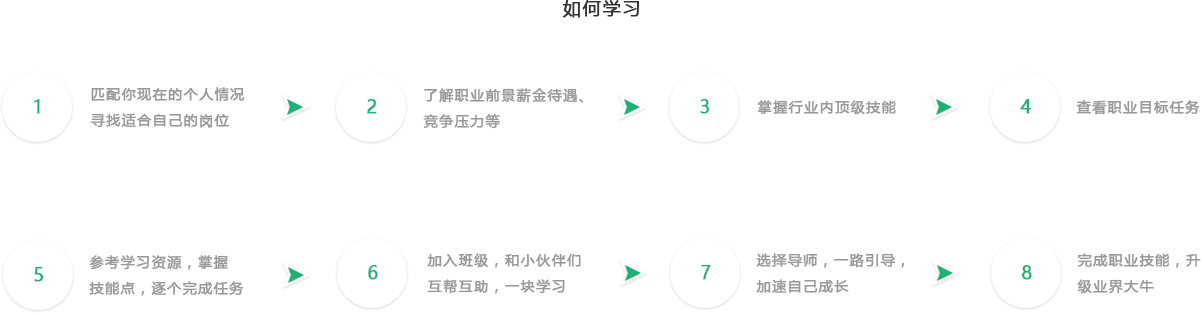 如何学习
1
匹配你现在的个人情况
寻找适合自己的岗位
2
了解职业前景薪金待遇、
竞争压力等
3
掌握行业内顶级技能
4
查看职业目标任务
5
参考学习资源，掌握
技能点，逐个完成任务
6
加入班级，和小伙伴们
互帮互助，一块学习
7
选择导师，一路引导，
加速自己成长
8
完成职业技能，升
级业界大牛